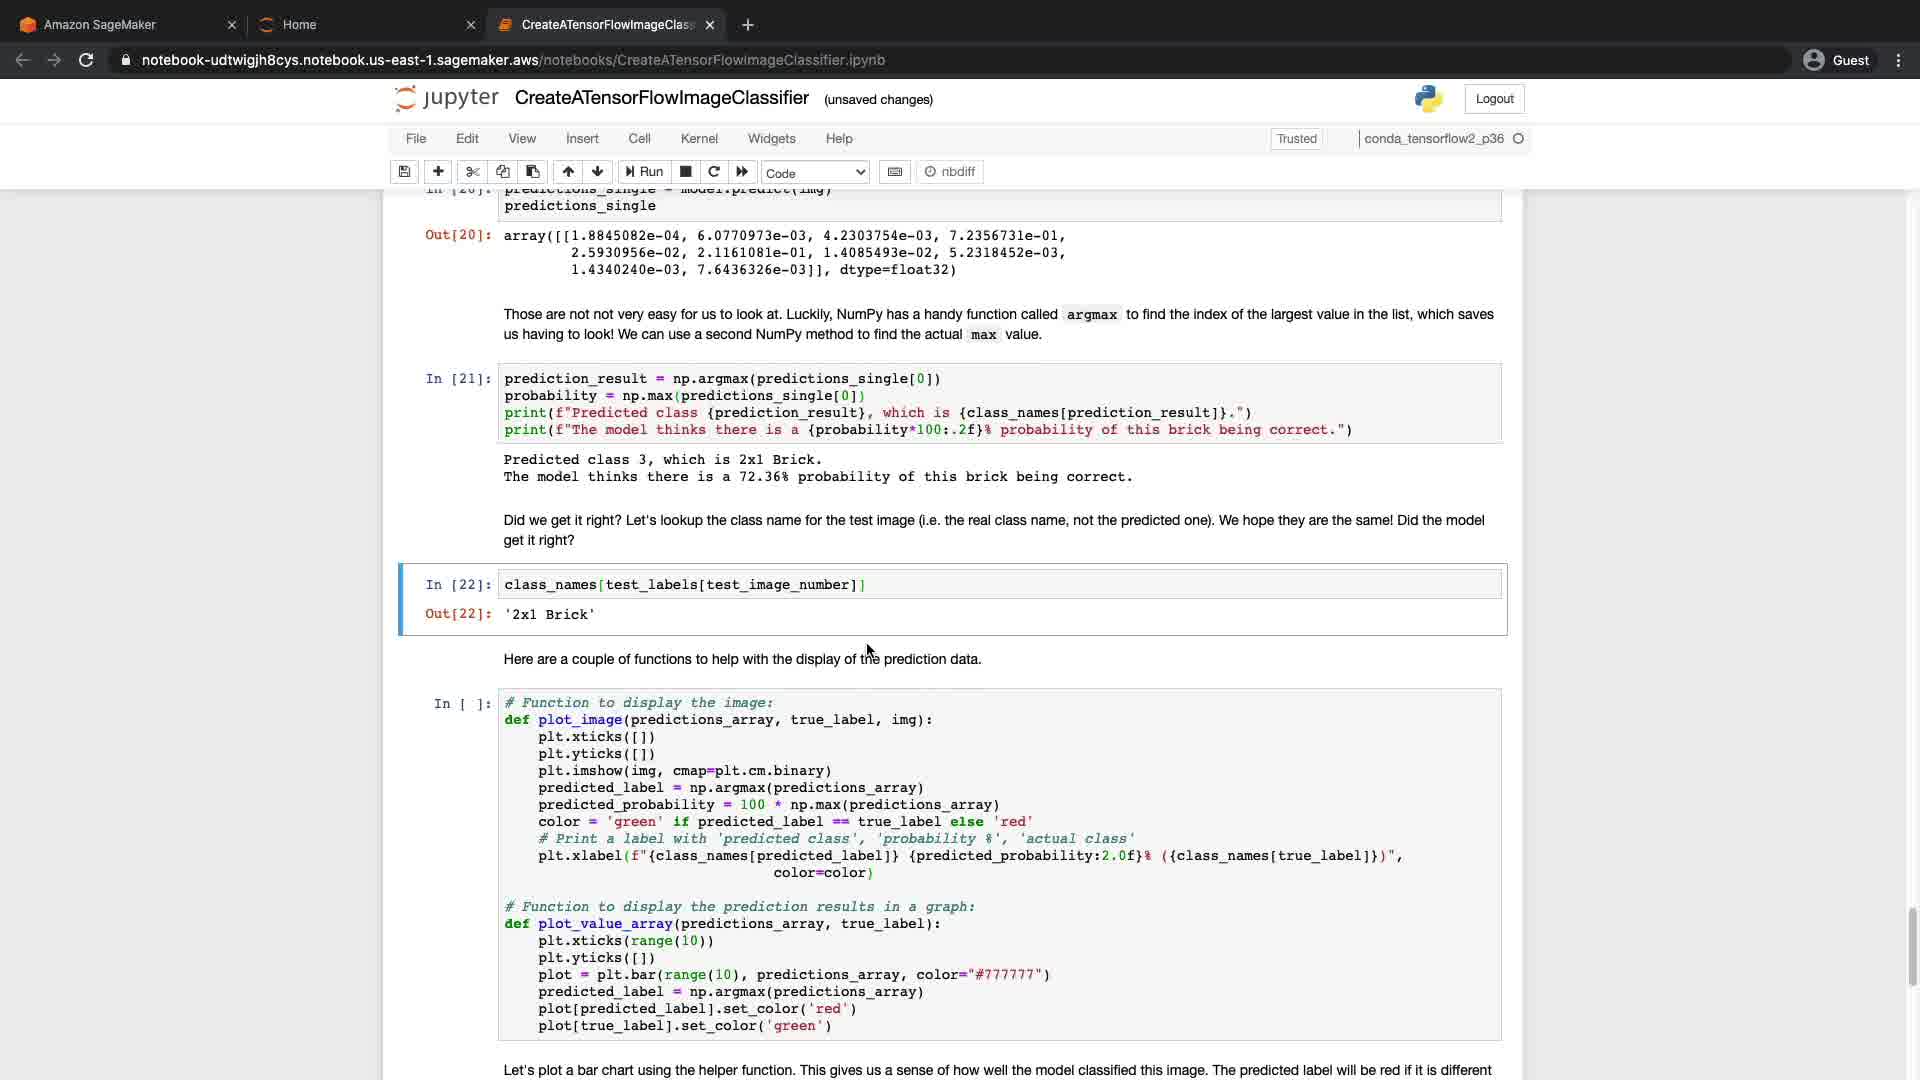 Amazon SageMaker
Home
CreateATensorFlowImageClas
notebook-udtwigjh8cys.notebook.us-east-1.sagemaker.aws/notebooks/CreateATensorFlowImageClassifier.ipynb
Guest
jupyter CreateATensorFlowImageClassifier (unsaved changes)
Logout
File Edit View Insert Cell Kernel Widgets Help
Trusted
conda_tensorflow2_p36
Run
Code
nbdiff
In [20]: predictions_single = model.predict(img)
predictions_single
Out[20]: array([[1.8845082e-04, 6.0770973e-03, 4.2303754e-03, 7.2356731e-01,
2.5930956e-02, 2.1161081e-01, 1.4085493e-02, 5.2318452e-03,
1.4340240e-03, 7.6436326e-03]], dtype=float32)
Those are not not very easy for us to look at. Luckily, NumPy has a handy function called argmax to find the index of the largest value in the list, which saves
us having to look! We can use a second NumPy method to find the actual max value.
In [21]: prediction_result = np.argmax(predictions_single[0])
probability = np.max(predictions_single[0])
print(f"Predicted class {prediction_result}, which is {class_names[prediction_result]}.")
print(f"The model thinks there is a {probability*100:.2f}% probability of this brick being correct.")
Predicted class 3, which is 2x1 Brick.
The model thinks there is a 72.36% probability of this brick being correct.
Did we get it right? Let's lookup the class name for the test image (i.e. the real class name, not the predicted one). We hope they are the same! Did the model
get it right?
In [22]: class_names[test_labels[test_image_number]]
Out[22]: '2x1 Brick'
Here are a couple of functions to help with the display of the prediction data.
In [ ]: # Function to display the image:
def plot_image(predictions_array, true_label, img):
plt.xticks([])
plt.yticks([])
plt.imshow(img, cmap=plt.cm.binary)
predicted_label = np.argmax(predictions_array)
predicted_probability = 100 * np.max(predictions_array)
color = 'green' if predicted_label == true_label else 'red'
# Print a label with 'predicted class', 'probability %', 'actual class'
plt.xlabel(f"{class_names[predicted_label]} {predicted_probability:2.0f}% ({class_names[true_label]})",
color=color)
# Function to display the prediction results in a graph:
def plot_value_array(predictions_array, true_label):
plt.xticks(range(10))
plt.yticks([])
plot = plt.bar(range(10), predictions_array, color="#777777")
predicted_label = np.argmax(predictions_array)
plot[predicted_label].set_color('red')
plot[true_label].set_color('green')
Let's plot a bar chart using the helper function. This gives us a sense of how well the model classified this image. The predicted label will be red if it is different